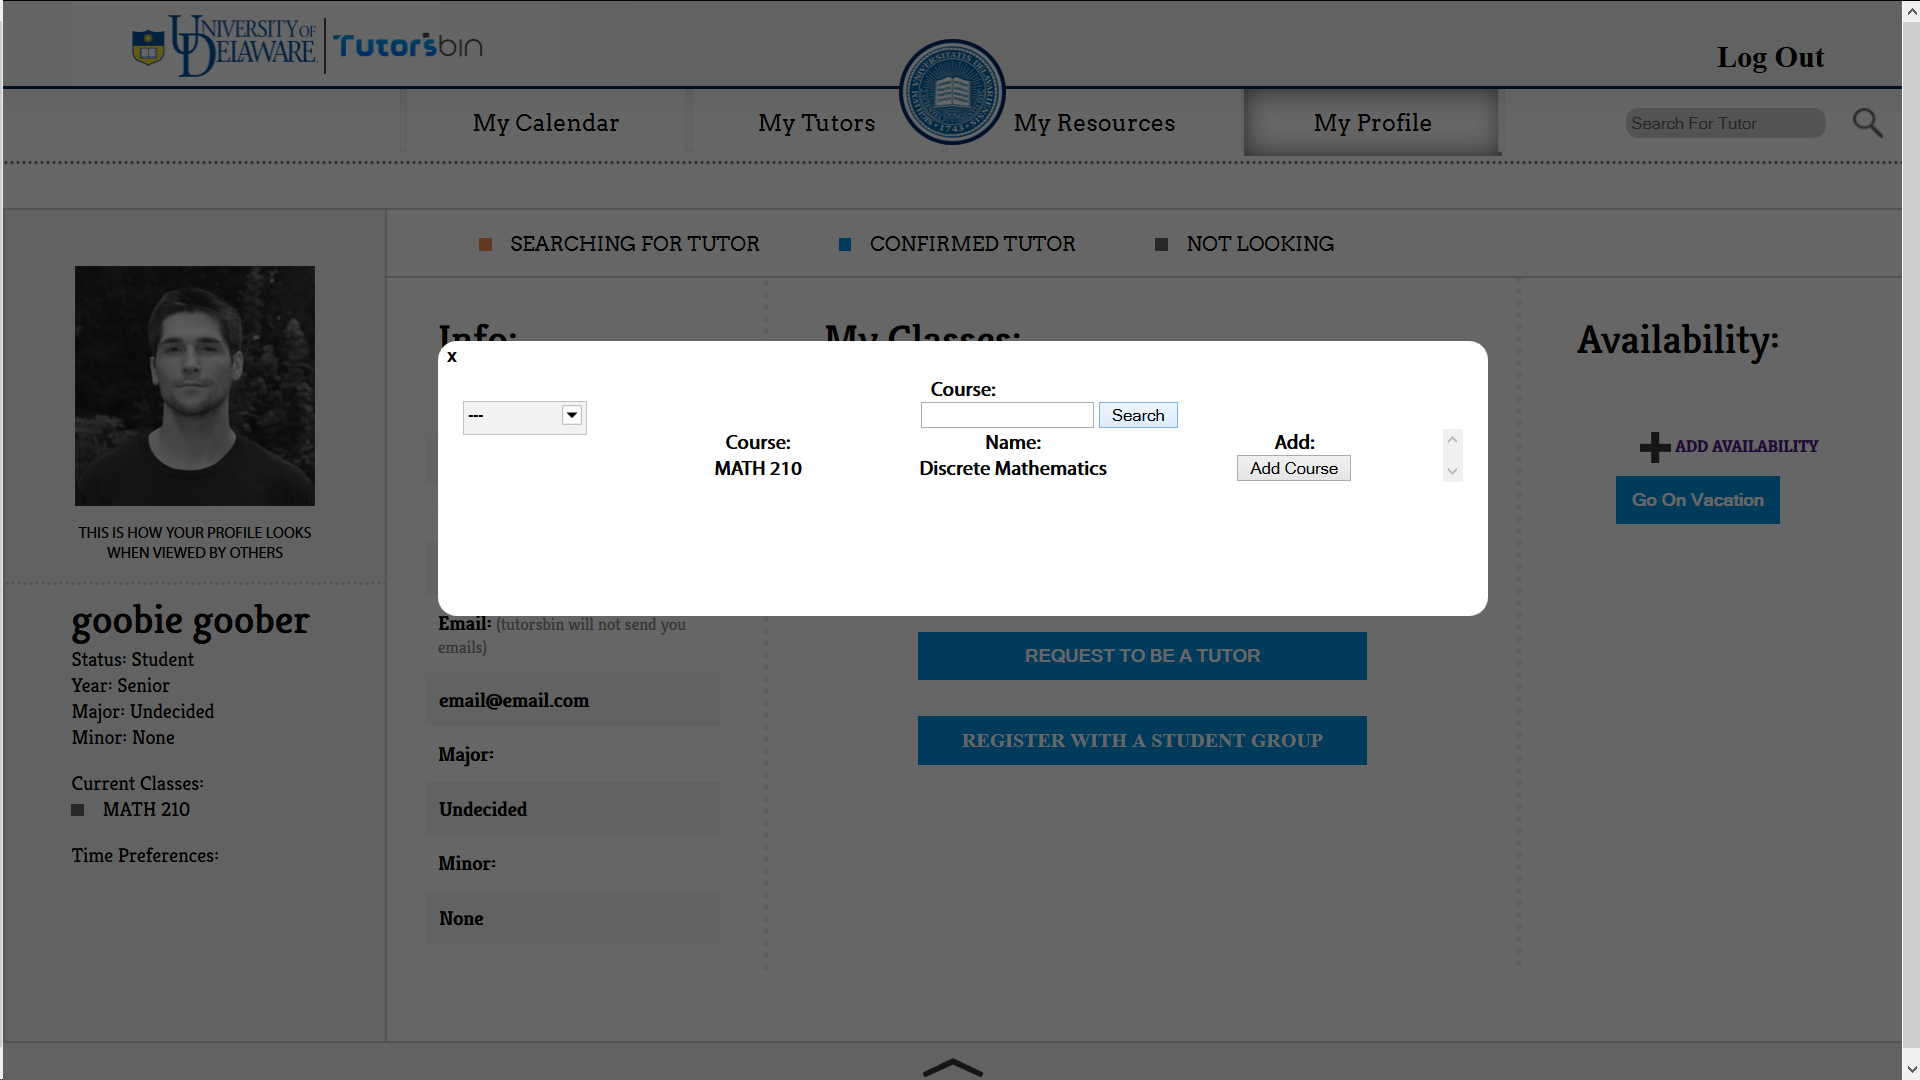 UNIVERSITY OF
DELAWARE
Tutorsbin
Log Out
My Calendar
My Tutors
My Resources
My Profile
Search For Tutor
1743
SEARCHING FOR TUTOR
CONFIRMED TUTOR
NOT LOOKING
THIS IS HOW YOUR PROFILE LOOKS
WHEN VIEWED BY OTHERS
goobie goober
Status: Student
Year: Senior
Major: Undecided
Minor: None
Current Classes:
MATH 210
Time Preferences:
Info:
My Classes:
Availability:
x
Course:
---
Search
Course: Name: Add:
MATH 210 Discrete Mathematics Add Course
ADD AVAILABILITY
Go On Vacation
Email: (tutorsbin will not send you
emails)
email@email.com
Major:
Undecided
Minor:
None
REQUEST TO BE A TUTOR
REGISTER WITH A STUDENT GROUP